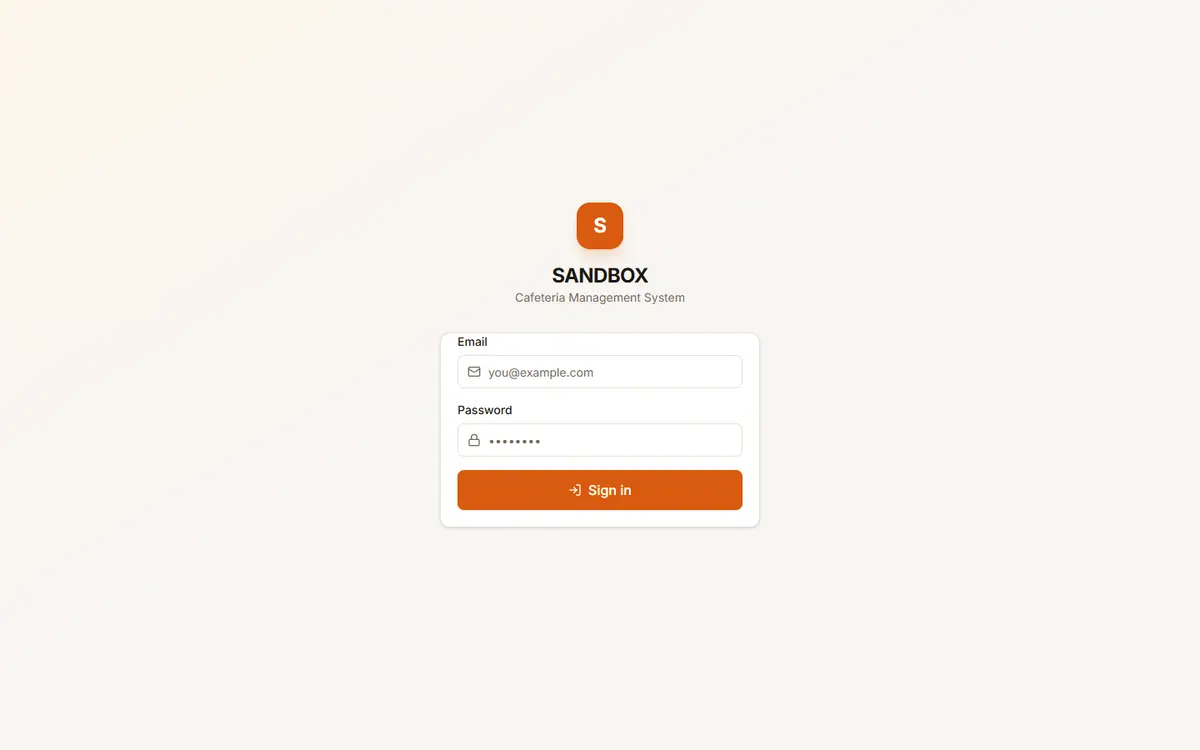 S
SANDBOX
Cafeteria Management System
Email
you@example.com
Password
••••••••
Sign in